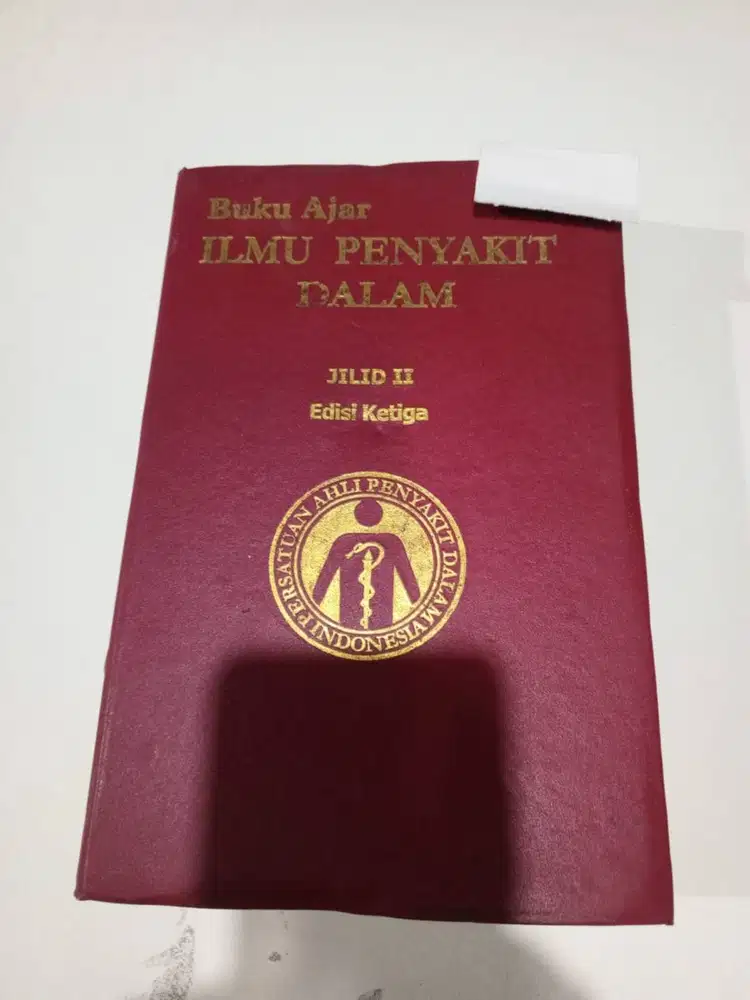 Buku Ajar
ILMU PENYAKIT
DALAM
JILID II
Edisi Ketiga
PERSATUAN AHLI PENYAKIT DALAM
INDONESIA